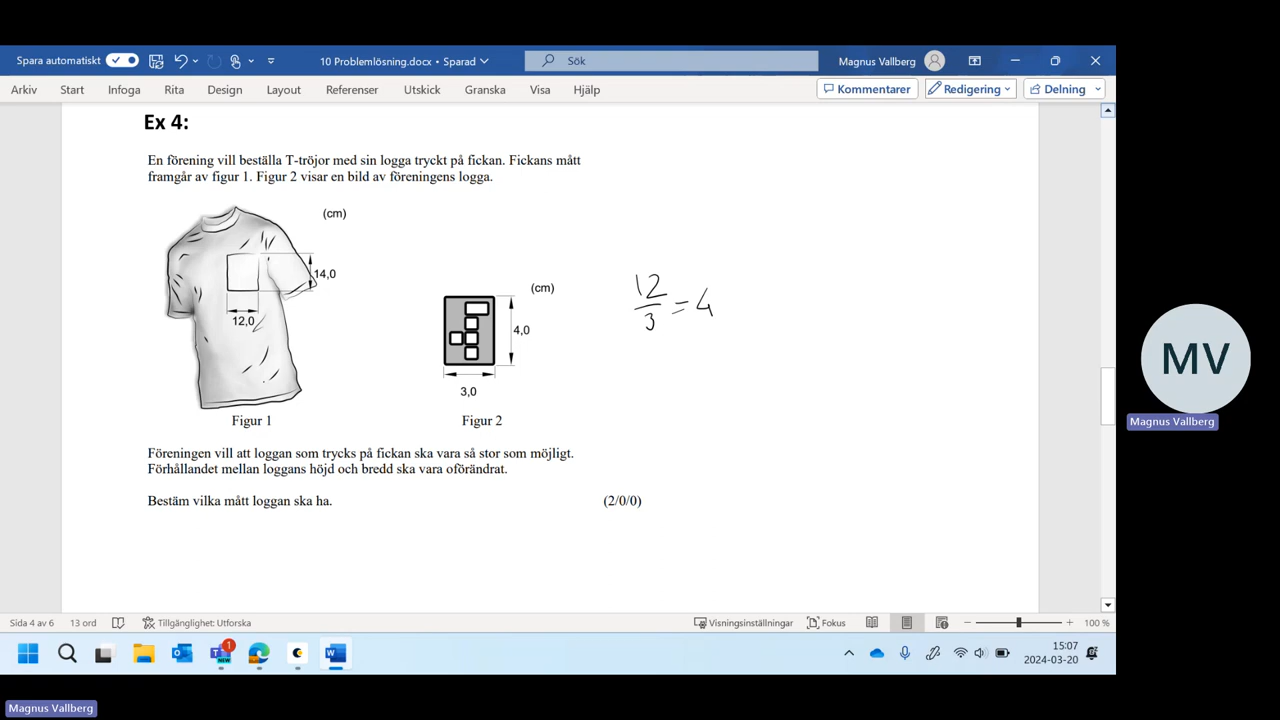 Spara automatiskt
10 Problemlösning.docx • Sparad
Sök
Magnus Vallberg
Arkiv Start Infoga Rita Design Layout Referenser Utskick Granska Visa Hjälp
Kommentarer Redigering Delning
Ex 4:
En förening vill beställa T-tröjor med sin logga tryckt på fickan. Fickans mått
framgår av figur 1. Figur 2 visar en bild av föreningens logga.
(cm)
14,0
12,0
Figur 1
(cm)
4,0
3,0
Figur 2
12/3 = 4
Föreningen vill att loggan som trycks på fickan ska vara så stor som möjligt.
Förhållandet mellan loggans höjd och bredd ska vara oförändrat.
Bestäm vilka mått loggan ska ha. (2/0/0)
MV
Magnus Vallberg
Sida 4 av 6 13 ord Tillgänglighet: Utforska Visningsinställningar Fokus 100 %
NEW
1
15:07
2024-03-20
Magnus Vallberg